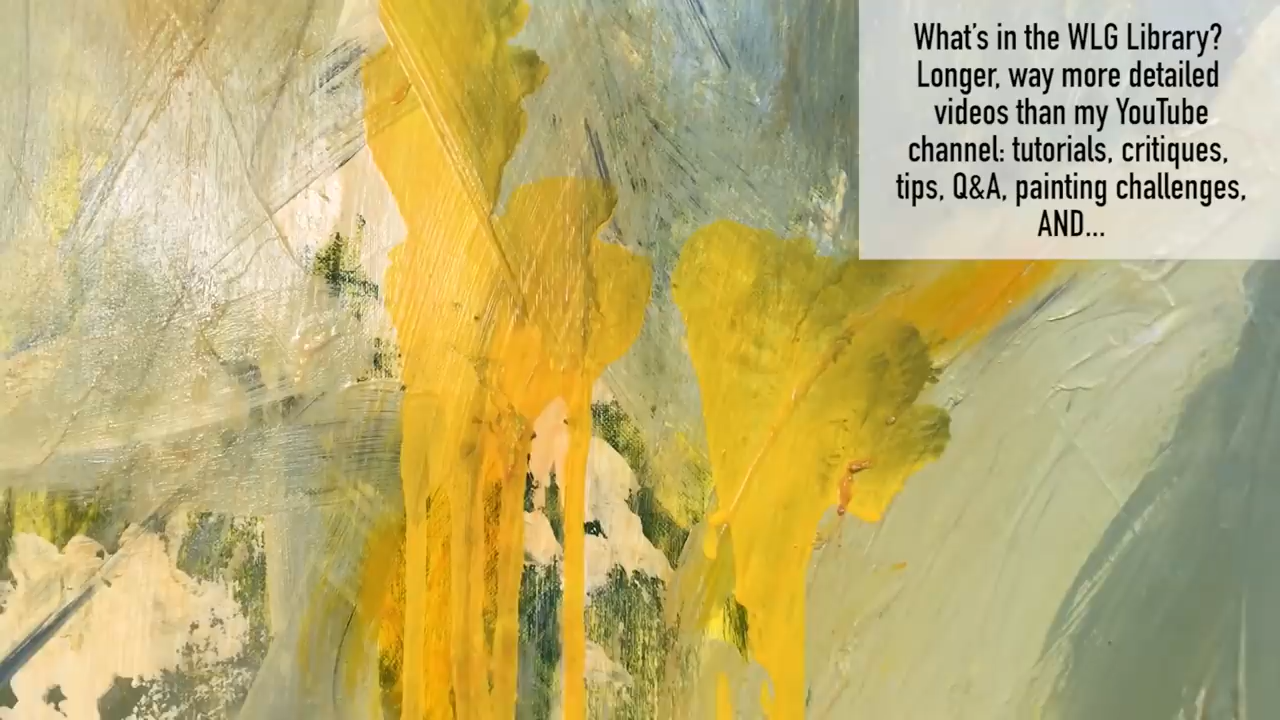 What's in the WLG Library?
Longer, way more detailed
videos than my YouTube
channel: tutorials, critiques,
tips, Q&A, painting challenges,
AND...